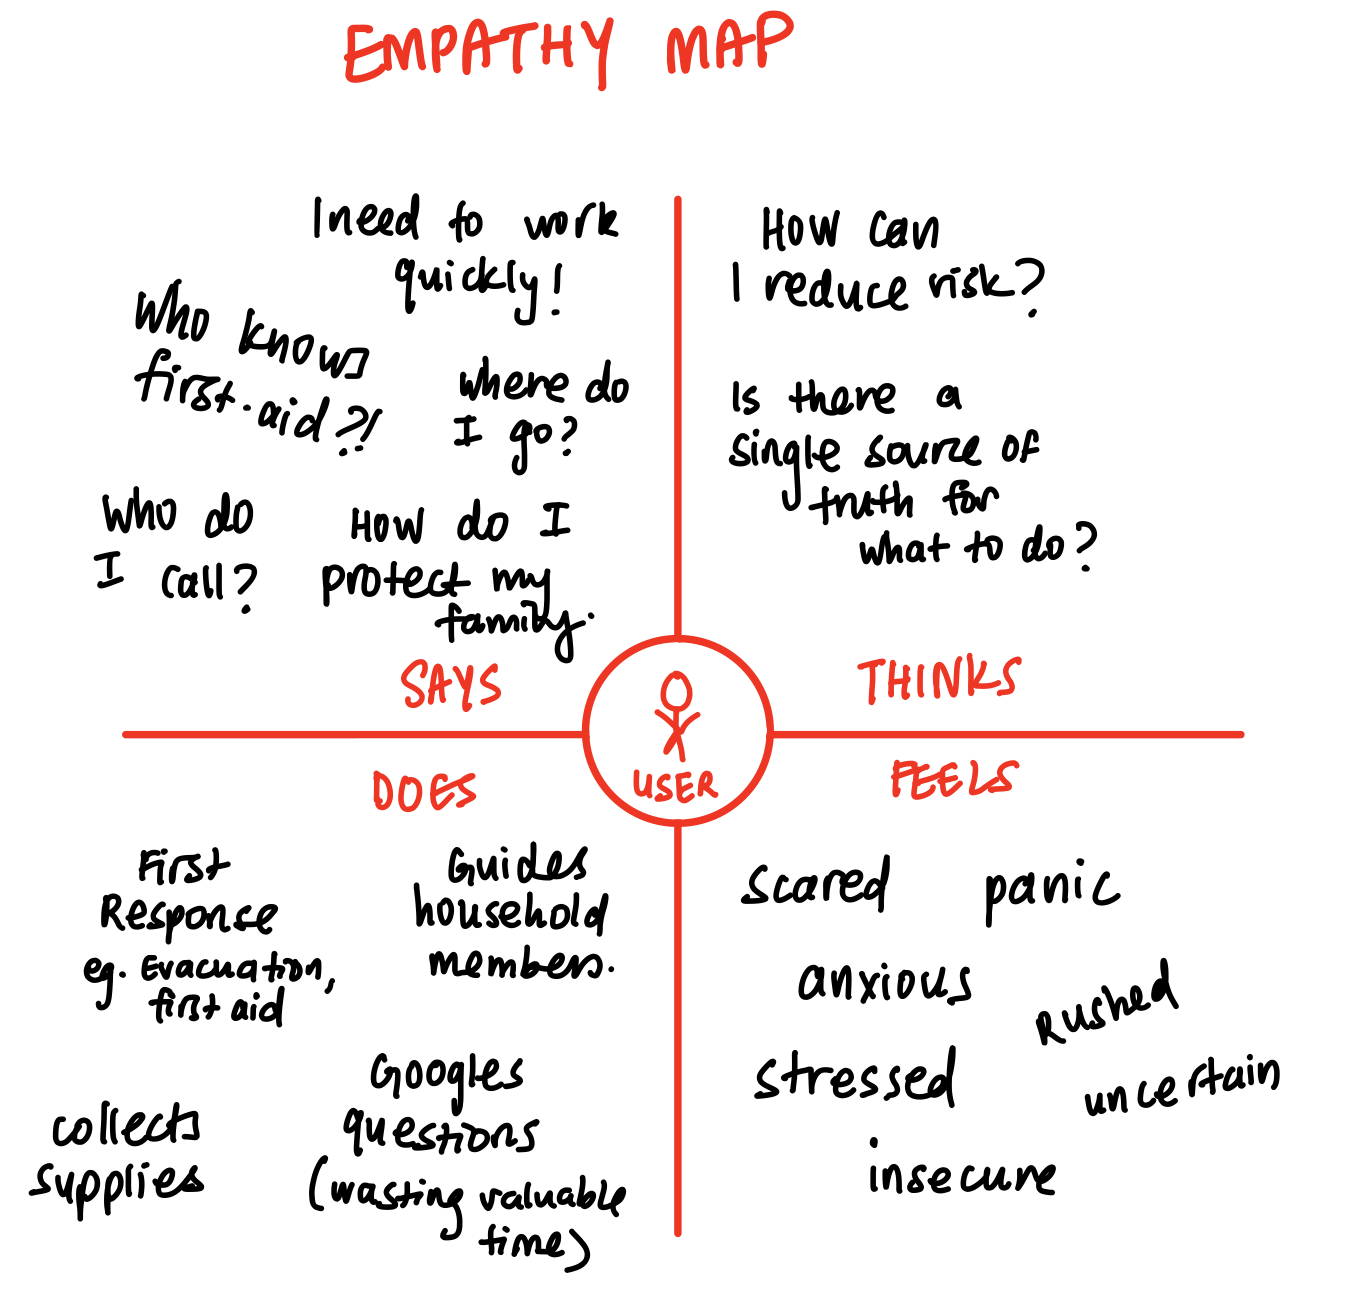 EMPATHY MAP
I need to work
quickly!
Who knows
first-aid?!
where do
I go?
Who do
I call?
How do I
protect my
family.
SAYS
How can
I reduce risk?
Is there a
single source of
truth for
what to do?
THINKS
USER
DOES
First
Response
eg. Evacuation,
first aid
Guides
household
members.
collects
supplies
Googles
questions
(wasting valuable
time)
FEELS
scared
panic
anxious
Rushed
stressed
uncertain
insecure